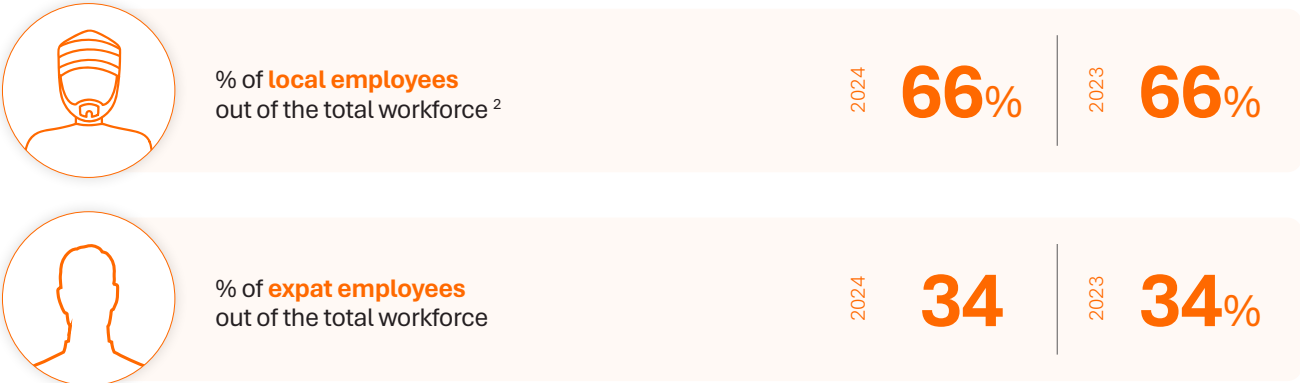 % of local employees
out of the total workforce 2
2024
66%
2023
66%
% of expat employees
out of the total workforce
2024
34
2023
34%